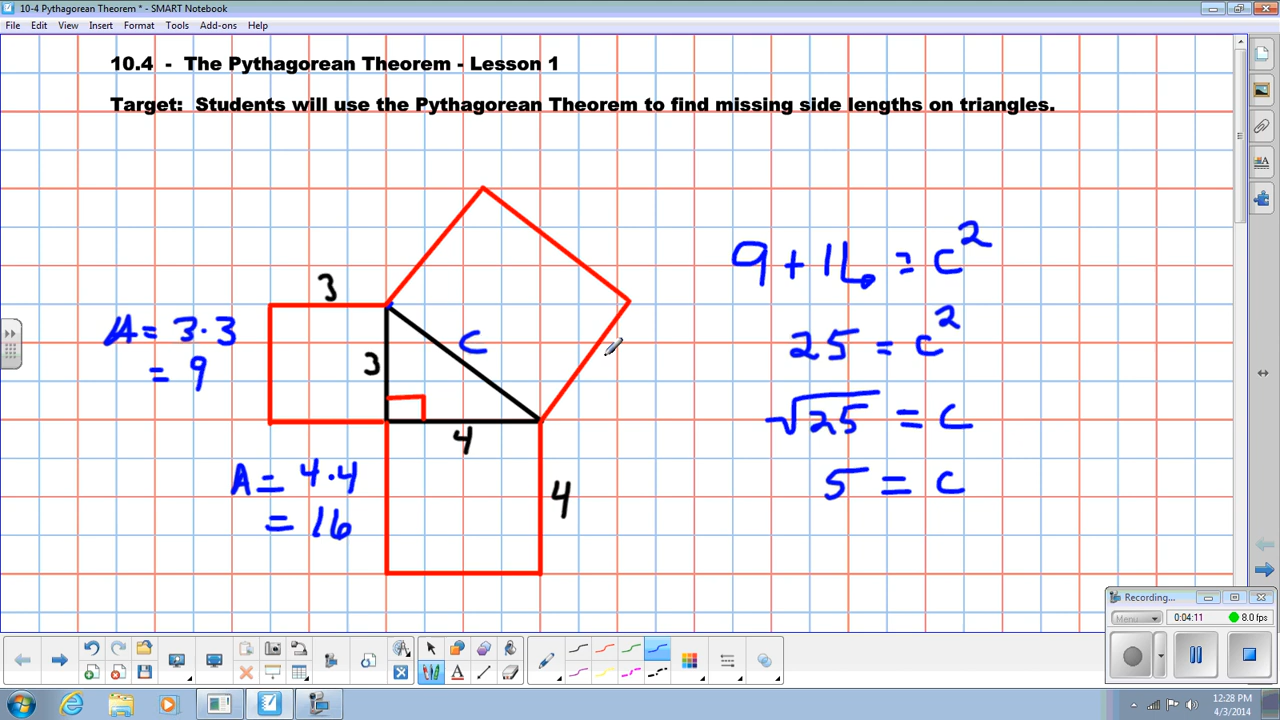 10-4 Pythagorean Theorem * - SMART Notebook
File Edit View Insert Format Tools Add-ons Help
10.4 - The Pythagorean Theorem - Lesson 1
Target: Students will use the Pythagorean Theorem to find missing side lengths on triangles.
3
A = 3·3
= 9
3
C
4
A = 4·4
= 16
4
9 + 16 = c²
25 = c²
√25 = c
5 = c
Recording...
Menu
0:04:11
8.0 fps
12:28 PM
4/3/2014